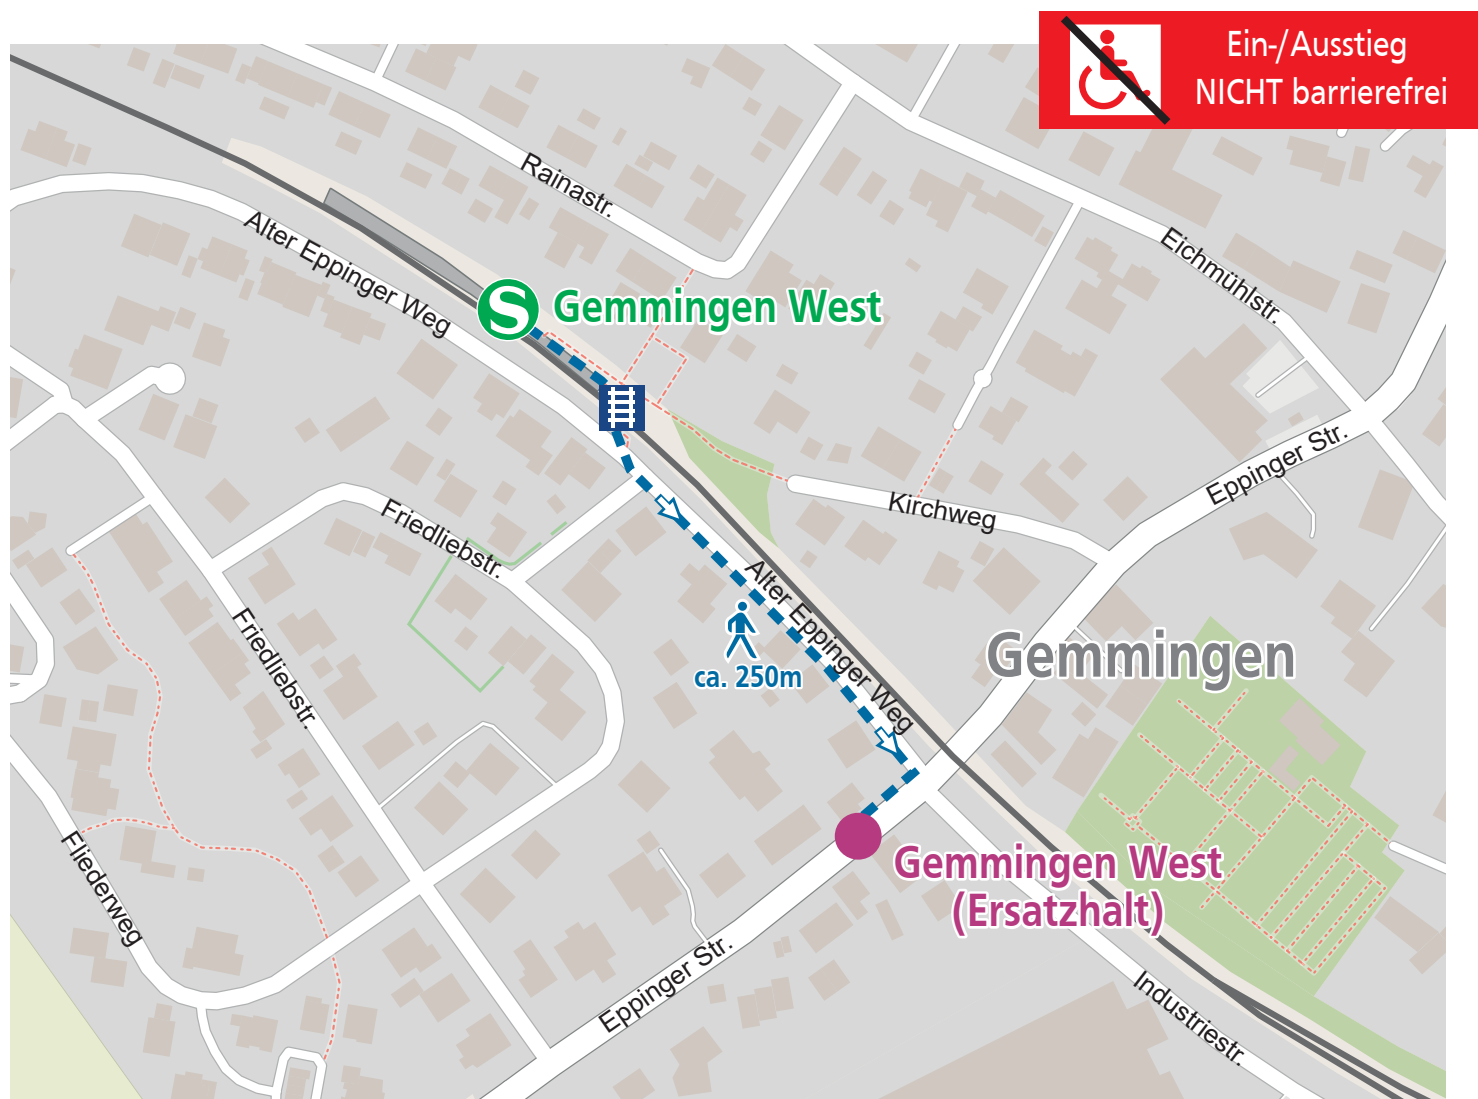 Ein-/Ausstieg
NICHT barrierefrei
Rainastr.
Alter Eppinger Weg
Eichmühlstr.
S
Gemmingen West
Eppinger Str.
Kirchweg
Friedliebstr.
Alter Eppinger Weg
Friedliebstr.
Gemmingen
ca. 250m
Fliederweg
Gemmingen West
(Ersatzhalt)
Eppinger Str.
Industriestr.